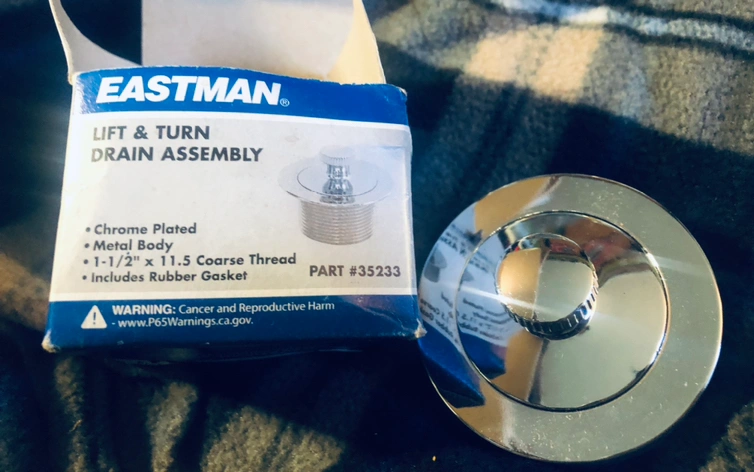 EASTMAN®
LIFT & TURN
DRAIN ASSEMBLY
• Chrome Plated
• Metal Body
• 1-1/2" x 11.5 Coarse Thread
• Includes Rubber Gasket
PART #35233
WARNING: Cancer and Reproductive Harm
- www.P65Warnings.ca.gov.